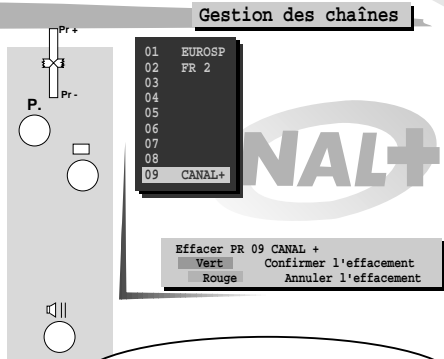 Gestion des chaînes
Pr +
Pr -
P.
01 EUROSP
02 FR 2
03
04
05
06
07
08
09 CANAL+
NAL+
Effacer PR 09 CANAL +
Vert Confirmer l'effacement
Rouge Annuler l'effacement